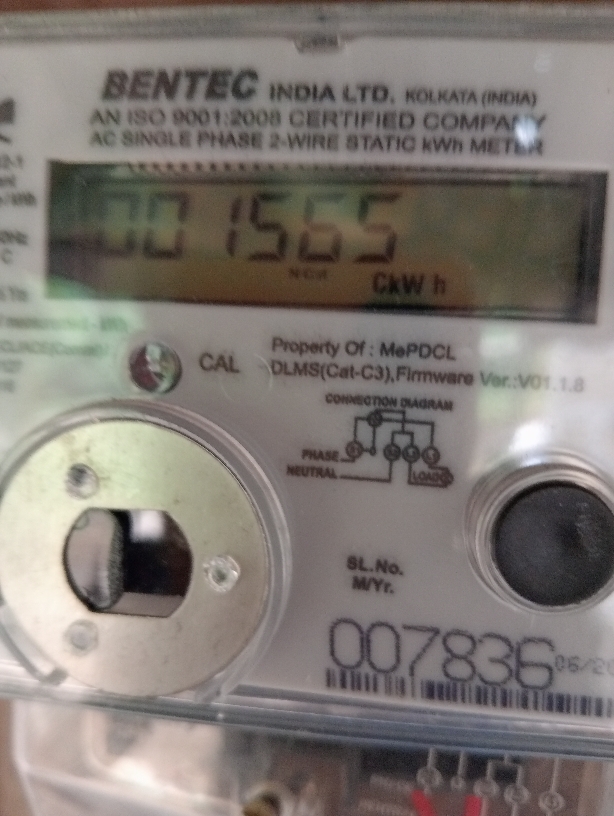 BENTEC INDIA LTD. KOLKATA (INDIA)
AN ISO 9001:2008 CERTIFIED COMPANY
AC SINGLE PHASE 2-WIRE STATIC kWh METER
001565
CkW h
CAL
Property Of : MePDCL
DLMS(Cat-C3),Firmware Ver.:V01.1.8
CONNECTION DIAGRAM
PHASE
NEUTRAL
LOAD
SL.No.
M/Yr.
007836
06/20